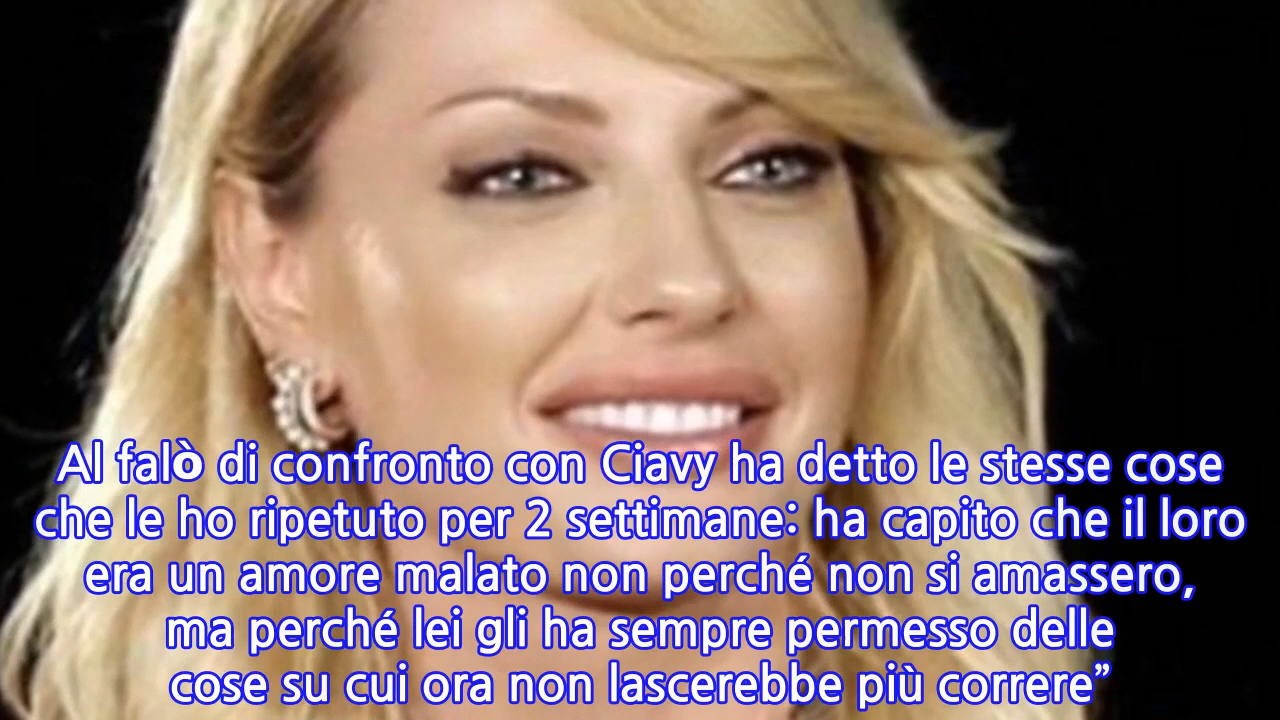 Al falò di confronto con Ciavy ha detto le stesse cose
che le ho ripetuto per 2 settimane: ha capito che il loro
era un amore malato non perché non si amassero,
ma perché lei gli ha sempre permesso delle
cose su cui ora non lascerebbe più correre”